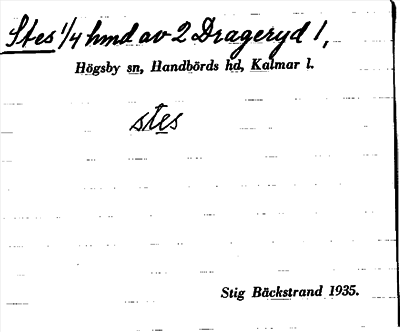 Stes 1/4 hmd av 2 Drageryd 1,
Högsby sn, Handbörds hd, Kalmar l.
stes
Stig Bäckstrand 1935.